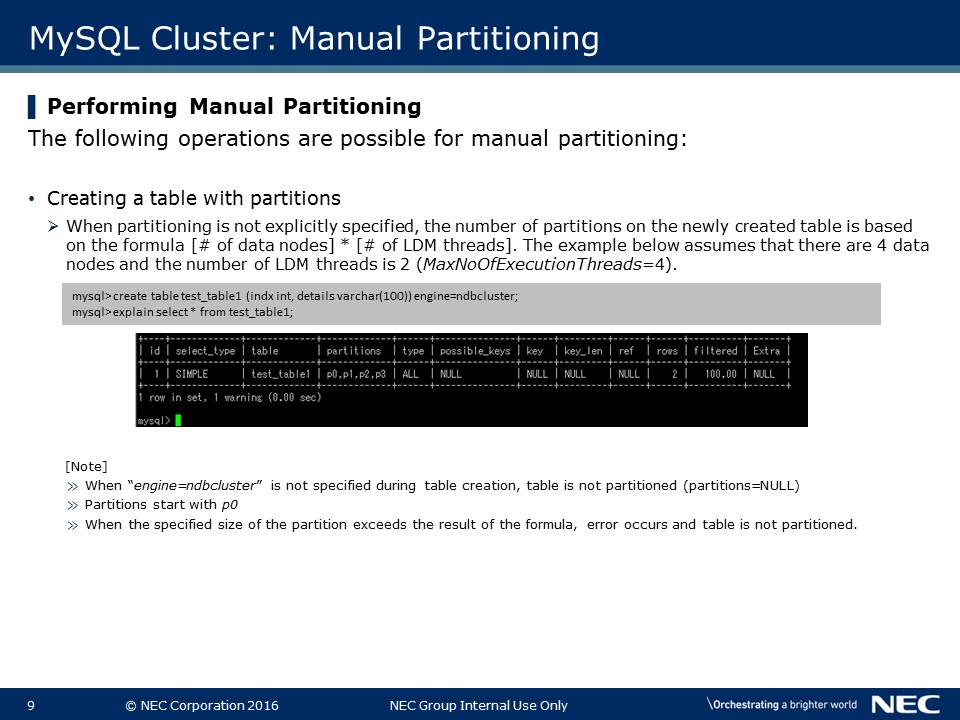 MySQL Cluster: Manual Partitioning
Performing Manual Partitioning
The following operations are possible for manual partitioning:
• Creating a table with partitions
➢ When partitioning is not explicitly specified, the number of partitions on the newly created table is based
on the formula [# of data nodes] * [# of LDM threads]. The example below assumes that there are 4 data
nodes and the number of LDM threads is 2 (MaxNoOfExecutionThreads=4).
mysql>create table test_table1 (indx int, details varchar(100)) engine=ndbcluster;
mysql>explain select * from test_table1;
+----+-------------+-------------+-------------+------+---------------+------+---------+------+------+----------+-------+
| id | select_type | table       | partitions  | type | possible_keys | key  | key_len | ref  | rows | filtered | Extra |
+----+-------------+-------------+-------------+------+---------------+------+---------+------+------+----------+-------+
|  1 | SIMPLE      | test_table1 | p0,p1,p2,p3 | ALL  | NULL          | NULL | NULL    | NULL |    2 |   100.00 | NULL  |
+----+-------------+-------------+-------------+------+---------------+------+---------+------+------+----------+-------+
1 row in set, 1 warning (0.00 sec)
mysql>
[Note]
» When “engine=ndbcluster” is not specified during table creation, table is not partitioned (partitions=NULL)
» Partitions start with p0
» When the specified size of the partition exceeds the result of the formula, error occurs and table is not partitioned.
9 © NEC Corporation 2016 NEC Group Internal Use Only \Orchestrating a brighter world NEC